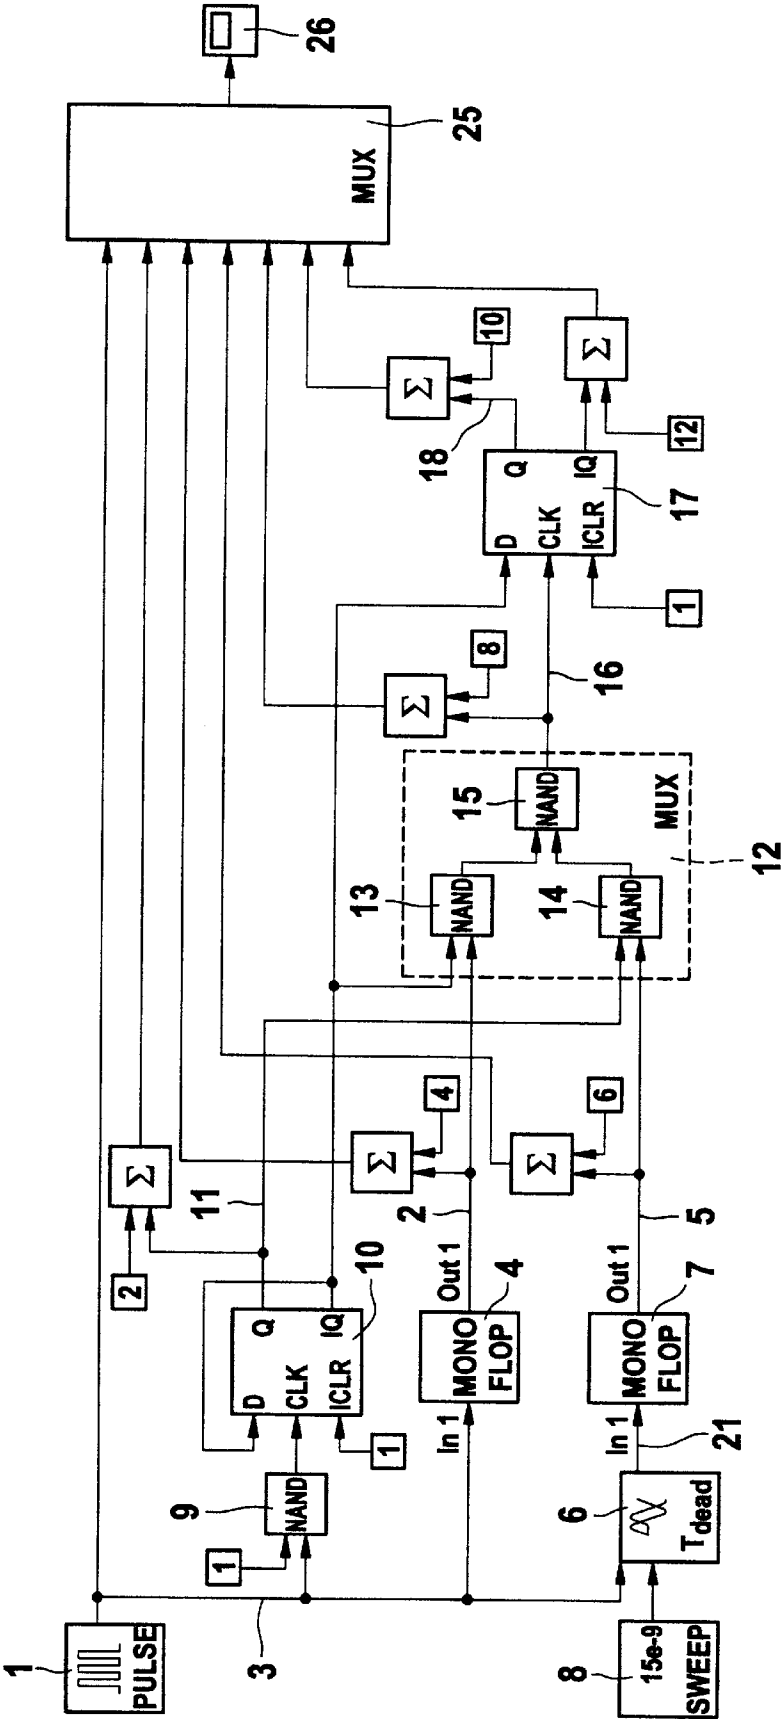 1
PULSE
3
8
15e-9
SWEEP
1
9
NAND
6
T dead
21
In 1
In 1
1
D
Q
CLK
ICLR
IQ
10
MONO
FLOP
4
Out 1
MONO
FLOP
7
Out 1
2
Σ
11
2
Σ
4
Σ
6
5
13
NAND
14
NAND
15
NAND
MUX
12
Σ
8
16
1
D
Q
CLK
ICLR
IQ
17
18
12
Σ
10
Σ
MUX
25
26